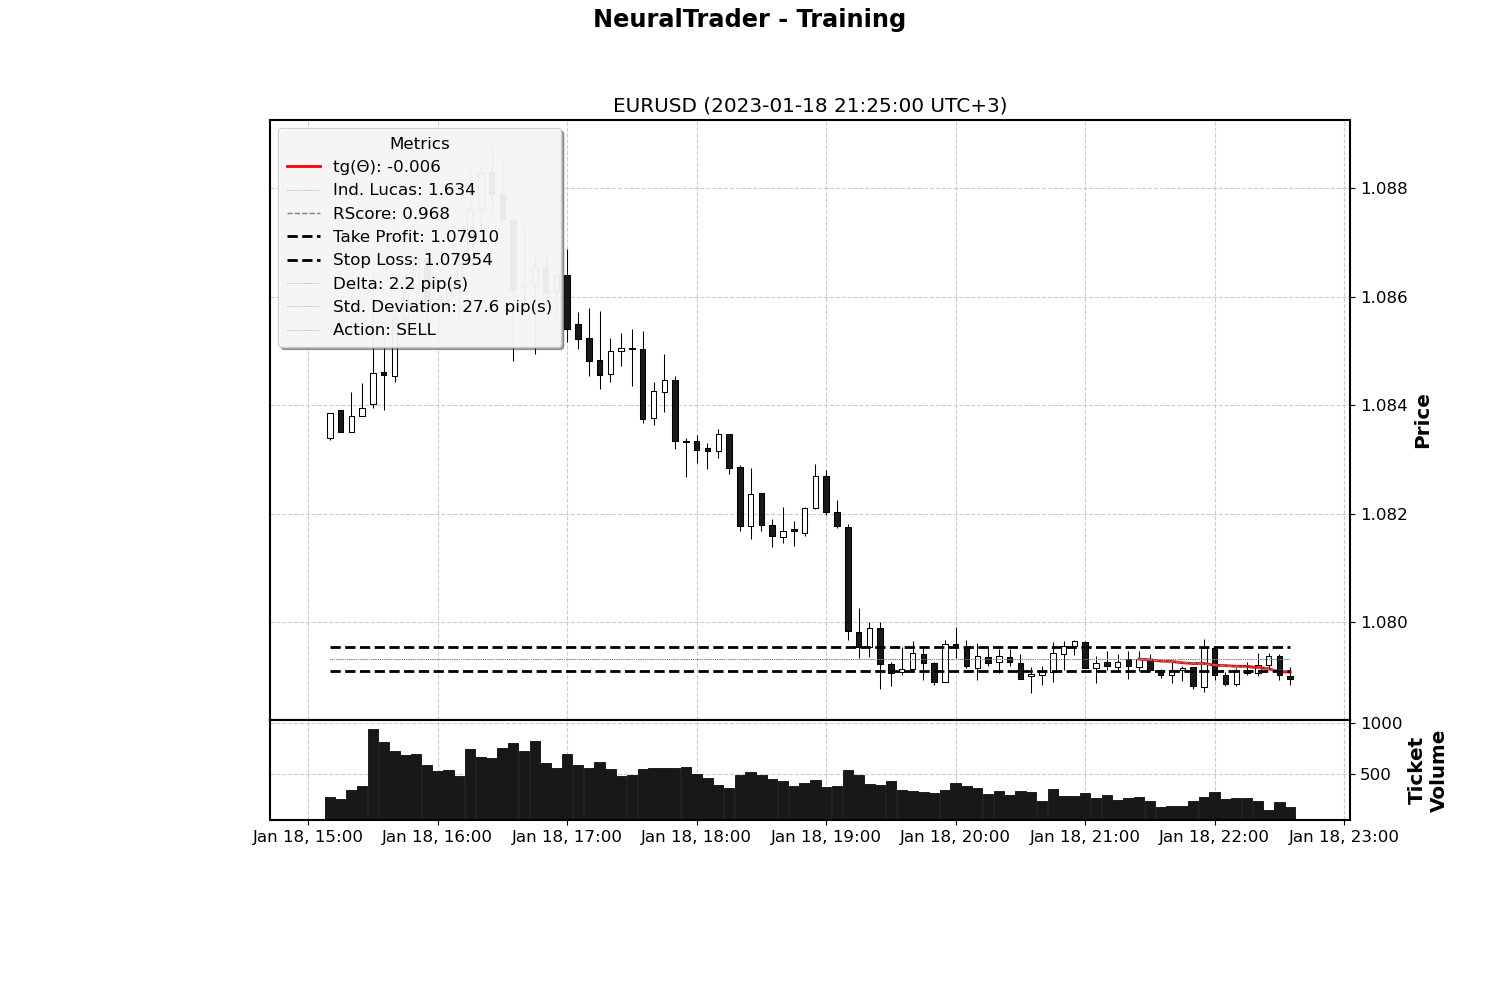 NeuralTrader - Training
EURUSD (2023-01-18 21:25:00 UTC+3)
Metrics
tg(Θ): -0.006
Ind. Lucas: 1.634
RScore: 0.968
Take Profit: 1.07910
Stop Loss: 1.07954
Delta: 2.2 pip(s)
Std. Deviation: 27.6 pip(s)
Action: SELL
1.088
1.086
1.084
1.082
1.080
Price
1000
500
Ticket
Volume
Jan 18, 15:00
Jan 18, 16:00
Jan 18, 17:00
Jan 18, 18:00
Jan 18, 19:00
Jan 18, 20:00
Jan 18, 21:00
Jan 18, 22:00
Jan 18, 23:00